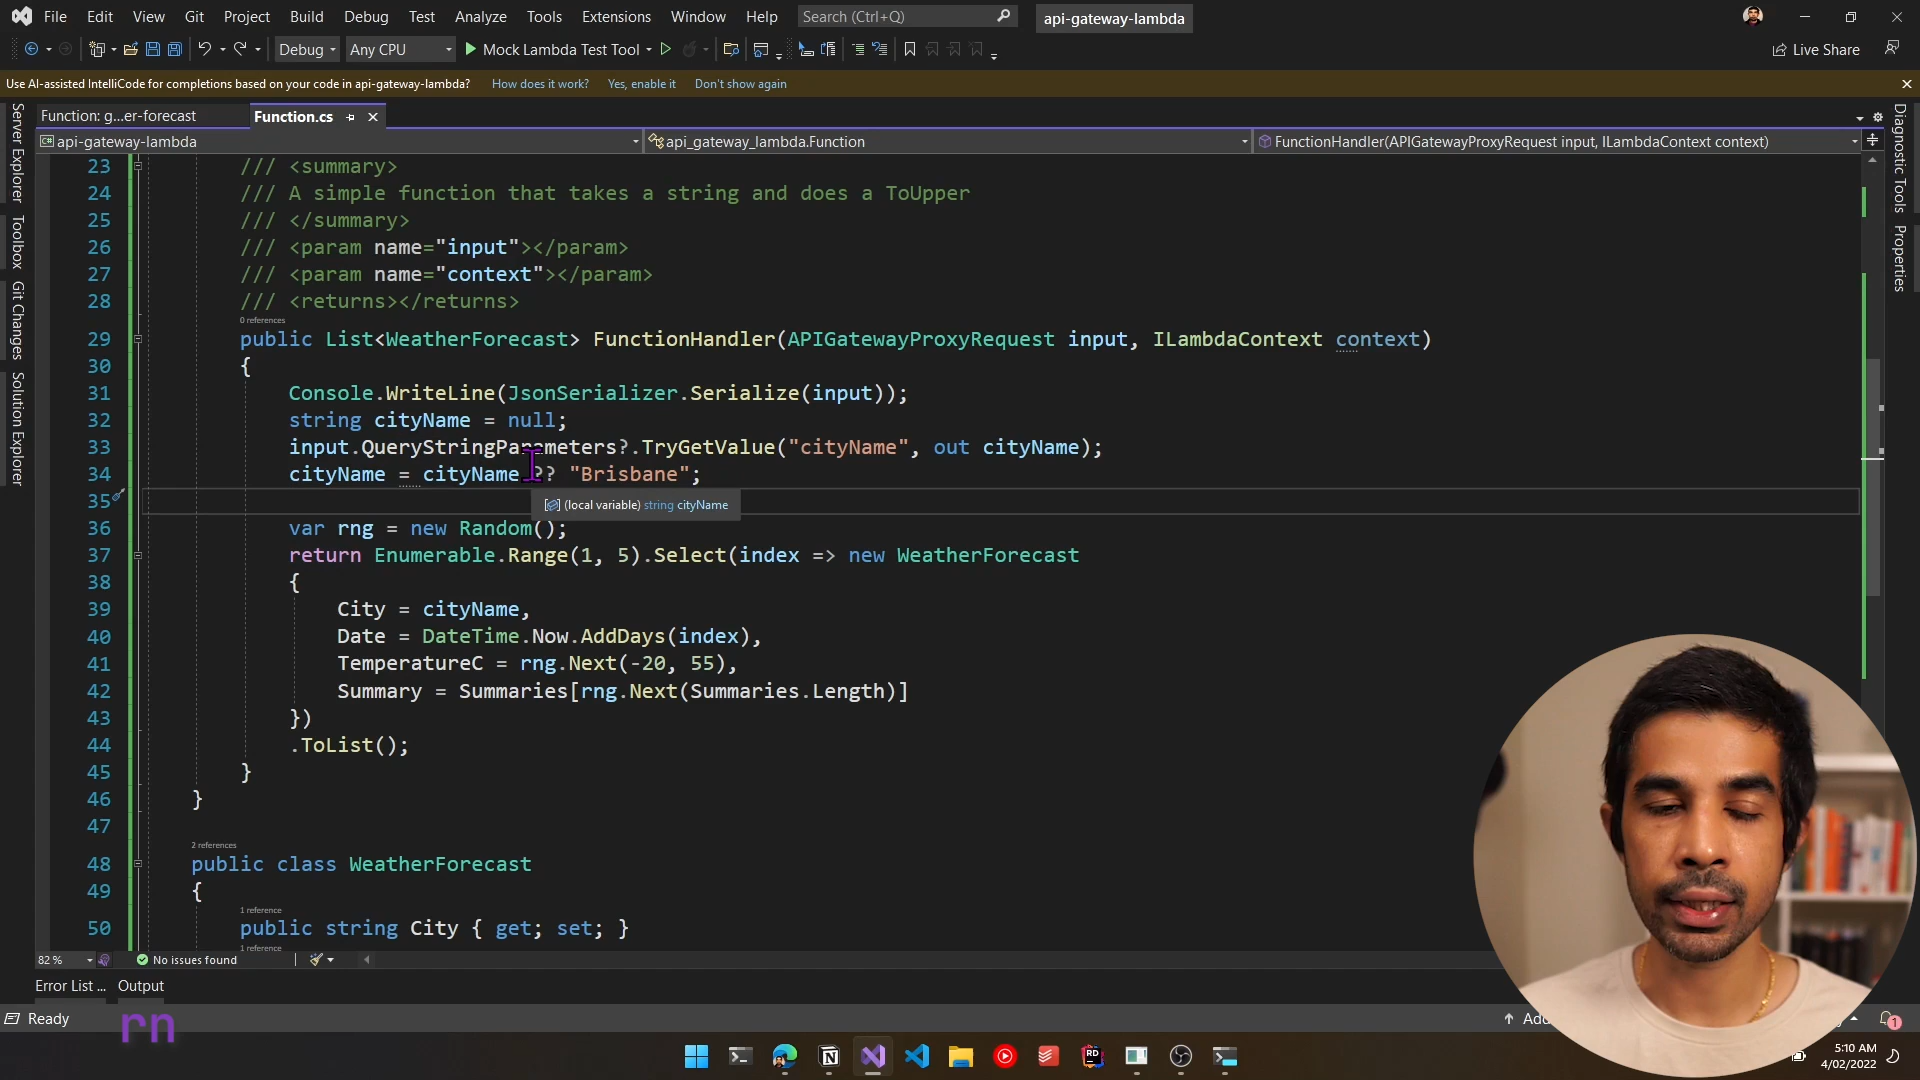 File Edit View Git Project Build Debug Test Analyze Tools Extensions Window Help Search (Ctrl+Q) api-gateway-lambda
Debug Any CPU Mock Lambda Test Tool Live Share
Use AI-assisted IntelliCode for completions based on your code in api-gateway-lambda? How does it work? Yes, enable it Don't show again
Function: g...er-forecast Function.cs
api-gateway-lambda api_gateway_lambda.Function FunctionHandler(APIGatewayProxyRequest input, ILambdaContext context)
Server Explorer
Toolbox
Git Changes
Solution Explorer
Diagnostic Tools
Properties
23 /// <summary>
24 /// A simple function that takes a string and does a ToUpper
25 /// </summary>
26 /// <param name="input"></param>
27 /// <param name="context"></param>
28 /// <returns></returns>
0 references
29 public List<WeatherForecast> FunctionHandler(APIGatewayProxyRequest input, ILambdaContext context)
30 {
31 Console.WriteLine(JsonSerializer.Serialize(input));
32 string cityName = null;
33 input.QueryStringParameters?.TryGetValue("cityName", out cityName);
34 cityName = cityName ?? "Brisbane";
35
(local variable) string cityName
36 var rng = new Random();
37 return Enumerable.Range(1, 5).Select(index => new WeatherForecast
38 {
39 City = cityName,
40 Date = DateTime.Now.AddDays(index),
41 TemperatureC = rng.Next(-20, 55),
42 Summary = Summaries[rng.Next(Summaries.Length)]
43 })
44 .ToList();
45 }
46 }
47
2 references
48 public class WeatherForecast
49 {
1 reference
50 public string City { get; set; }
1 reference
82 % No issues found
Error List ... Output
Ready
rn
5:10 AM
4/02/2022